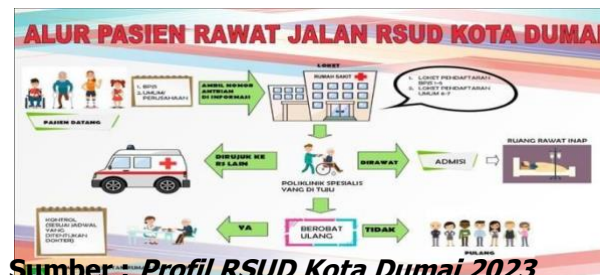 ALUR PASIEN RAWAT JALAN RSUD KOTA DUMAI
LOKET
RUMAH SAKIT
1. BPJS
2. UMUM/
PERUSAHAAN
AMBIL NOMOR
ANTRIAN
DI INFORMASI
1. LOKET PENDAFTARAN
BPJS 1-5
2. LOKET PENDAFTARAN
UMUM 6-7
PASIEN DATANG
RUANG RAWAT INAP
DIRUJUK KE
RS LAIN
DIRAWAT
ADMISI
POLIKLINIK SPESIALIS
YANG DI TUJU
KONTROL
(SESUAI JADWAL
YANG
DITENTUKAN
DOKTER)
YA
BEROBAT
ULANG
TIDAK
PULANG
Sumber : Profil RSUD Kota Dumai 2023